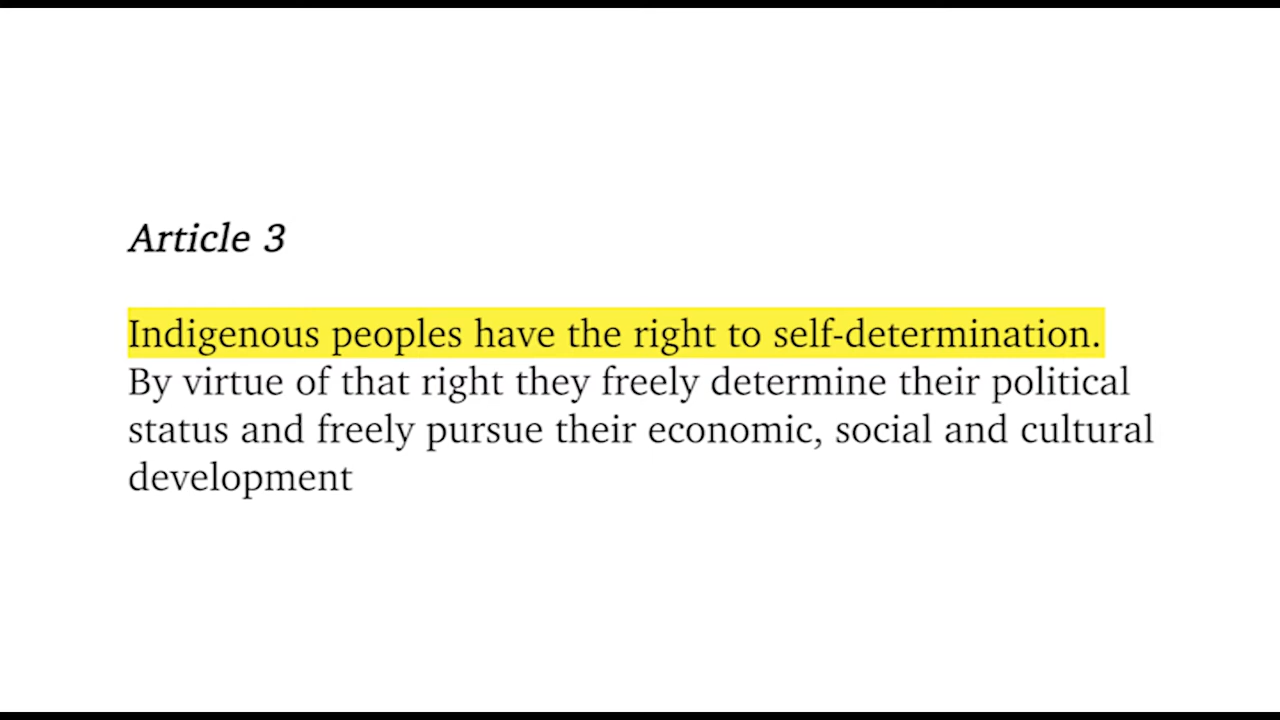 Article 3
Indigenous peoples have the right to self-determination.
By virtue of that right they freely determine their political
status and freely pursue their economic, social and cultural
development